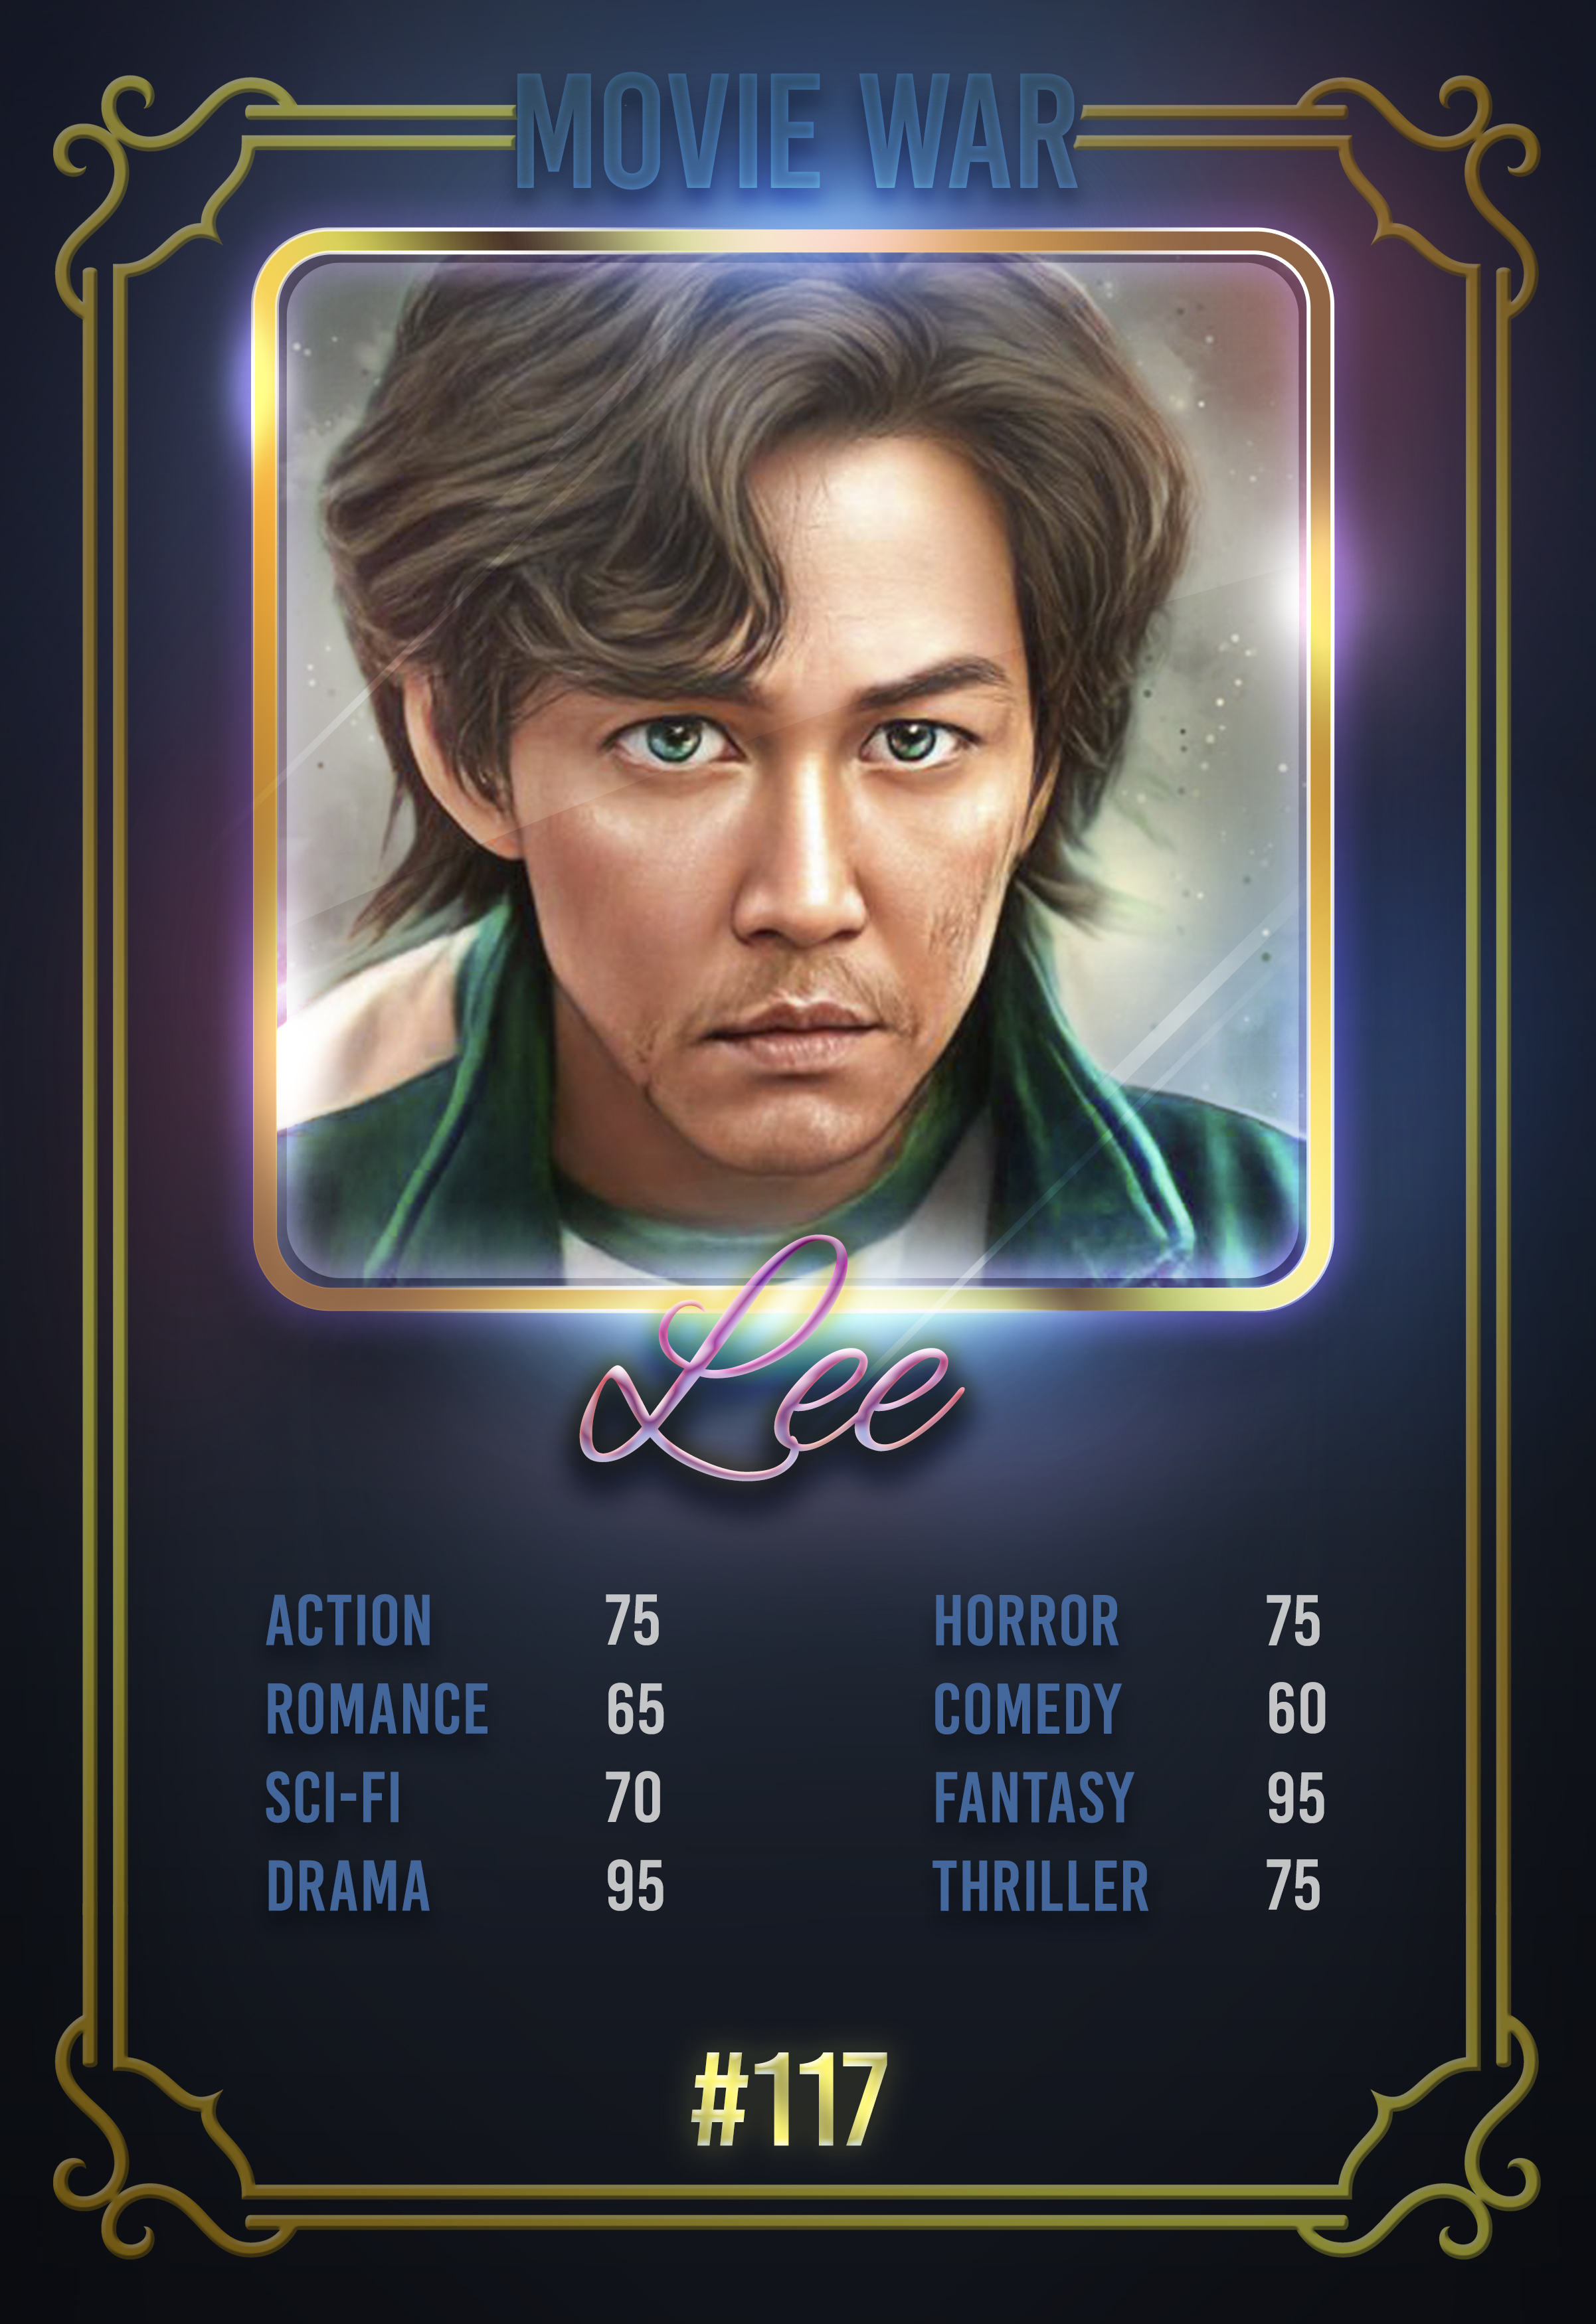 MOVIE WAR
Lee
ACTION 75 HORROR 75
ROMANCE 65 COMEDY 60
SCI-FI 70 FANTASY 95
DRAMA 95 THRILLER 75
#117